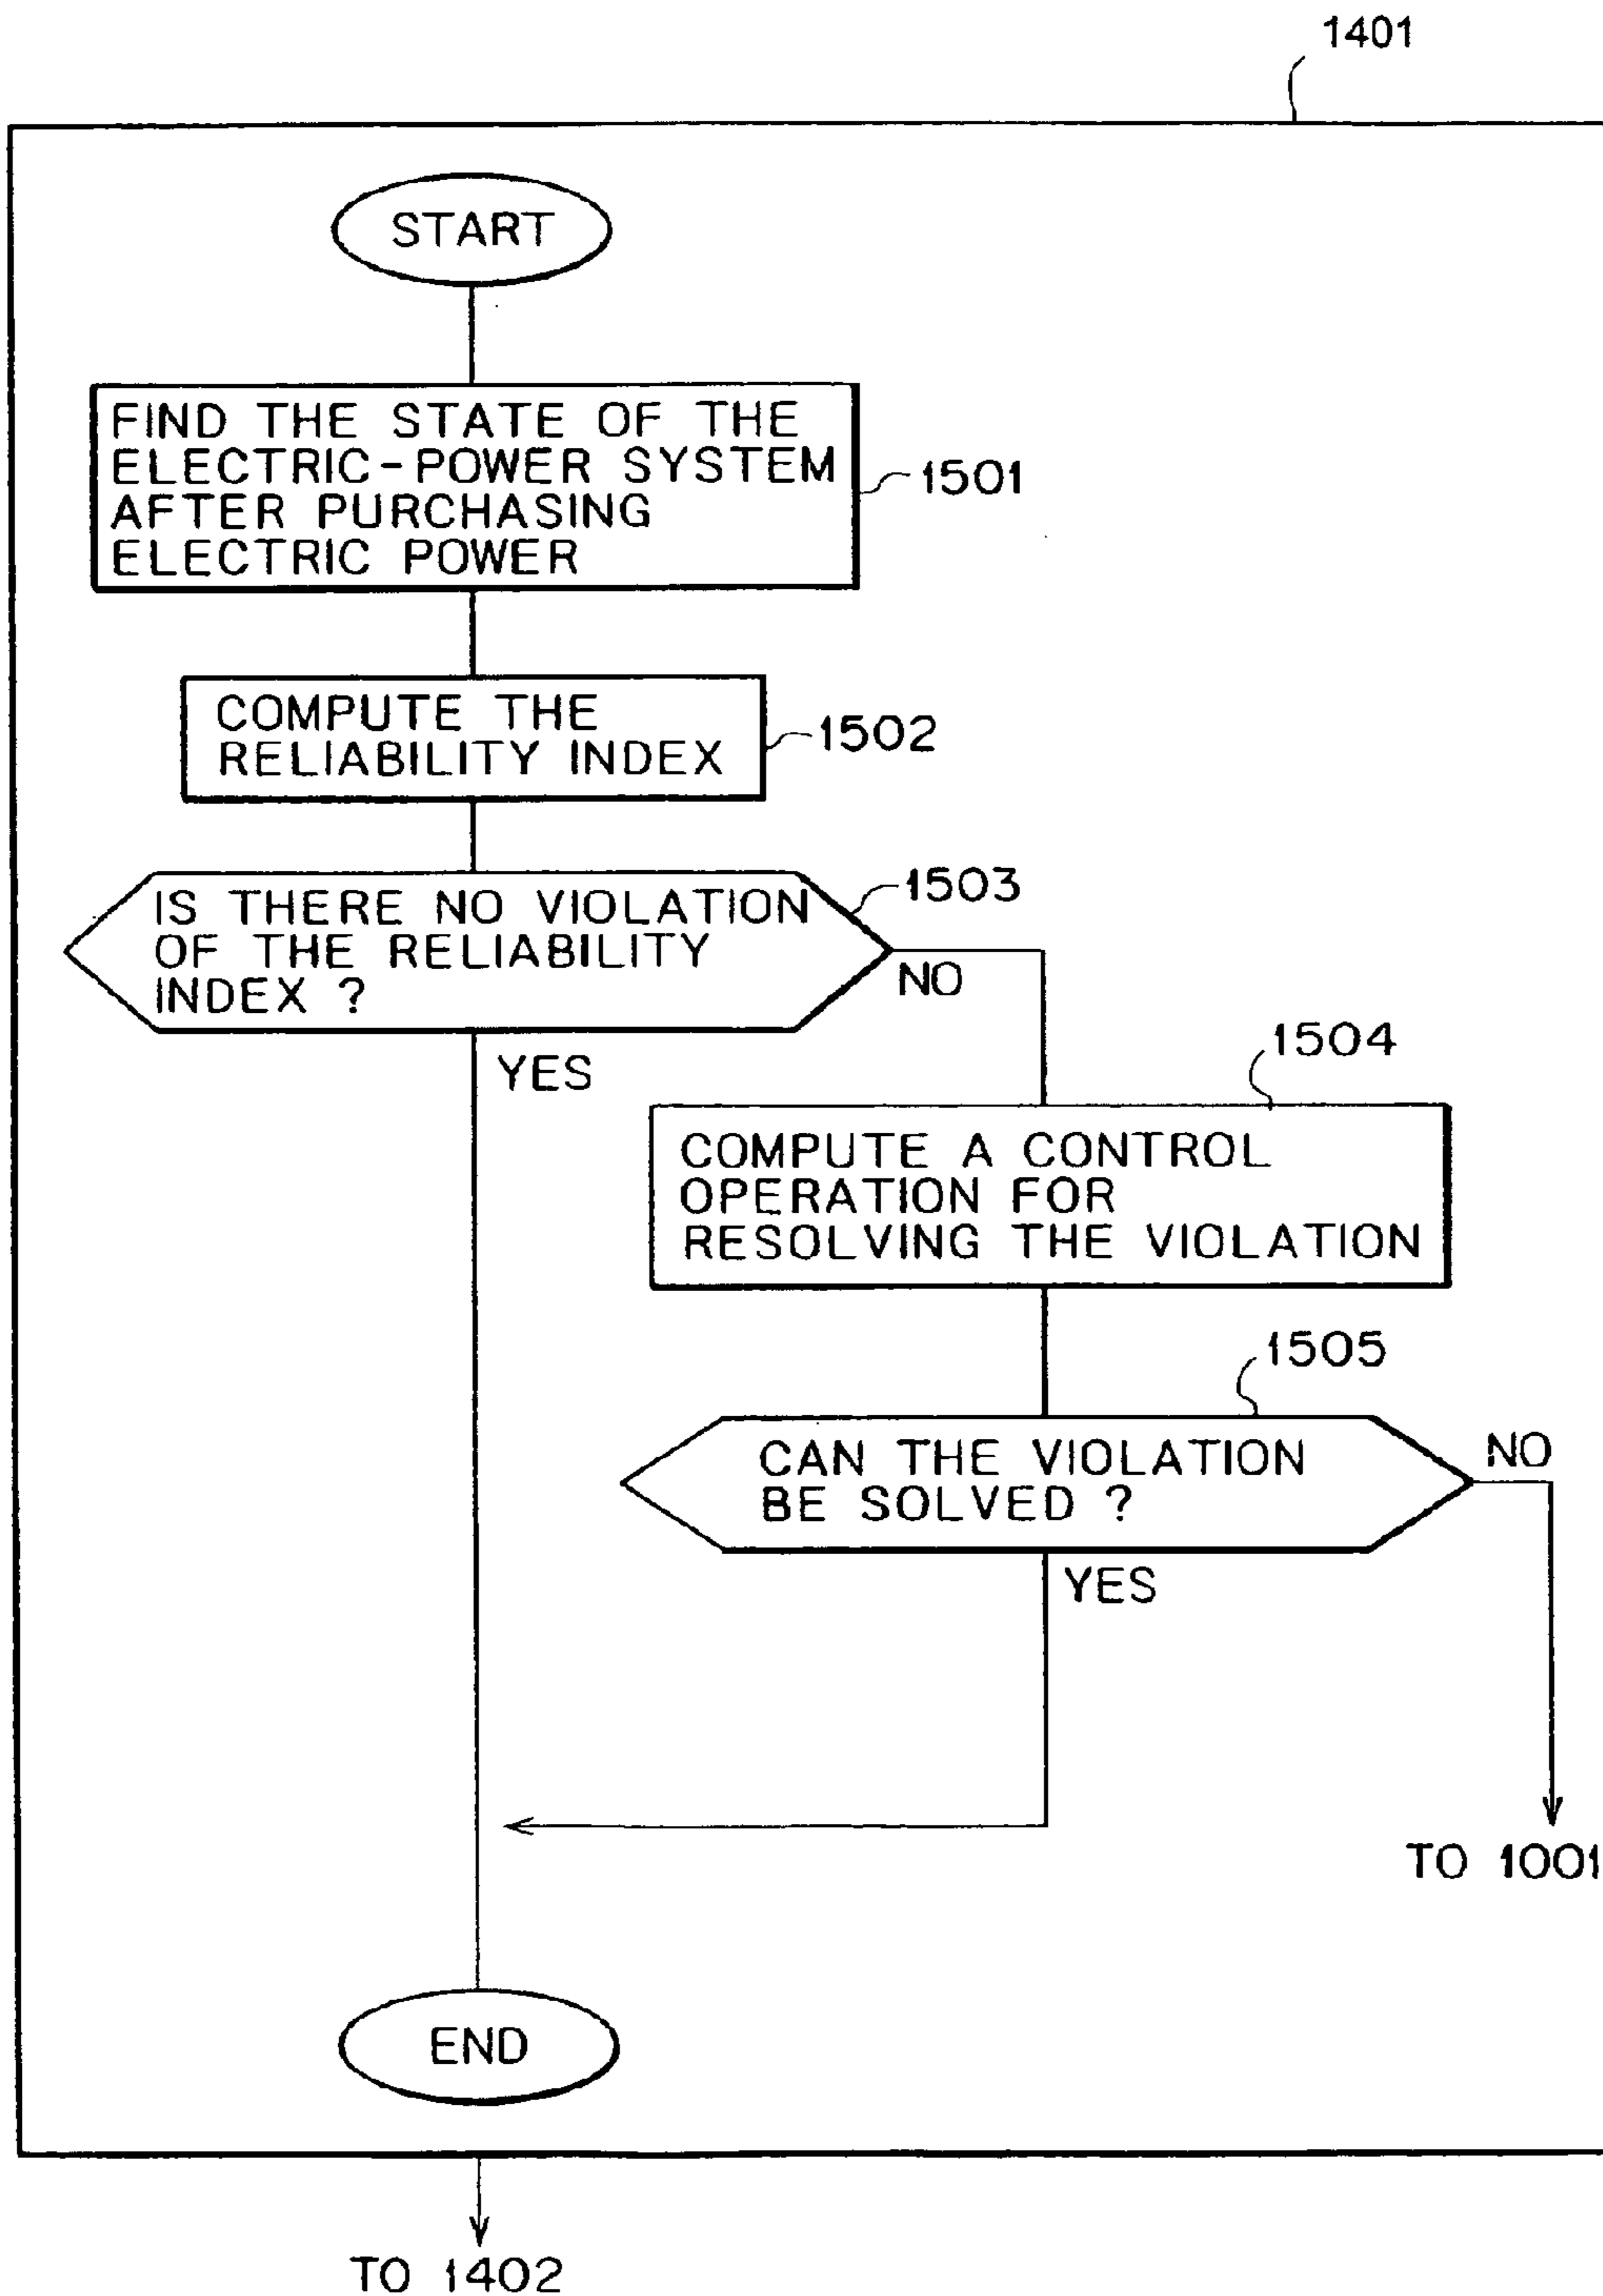 1401
START
FIND THE STATE OF THE
ELECTRIC-POWER SYSTEM
AFTER PURCHASING
ELECTRIC POWER
1501
COMPUTE THE
RELIABILITY INDEX
1502
IS THERE NO VIOLATION
OF THE RELIABILITY
INDEX ?
1503
NO
YES
1504
COMPUTE A CONTROL
OPERATION FOR
RESOLVING THE VIOLATION
1505
CAN THE VIOLATION
BE SOLVED ?
NO
YES
TO 1001
END
TO 1402